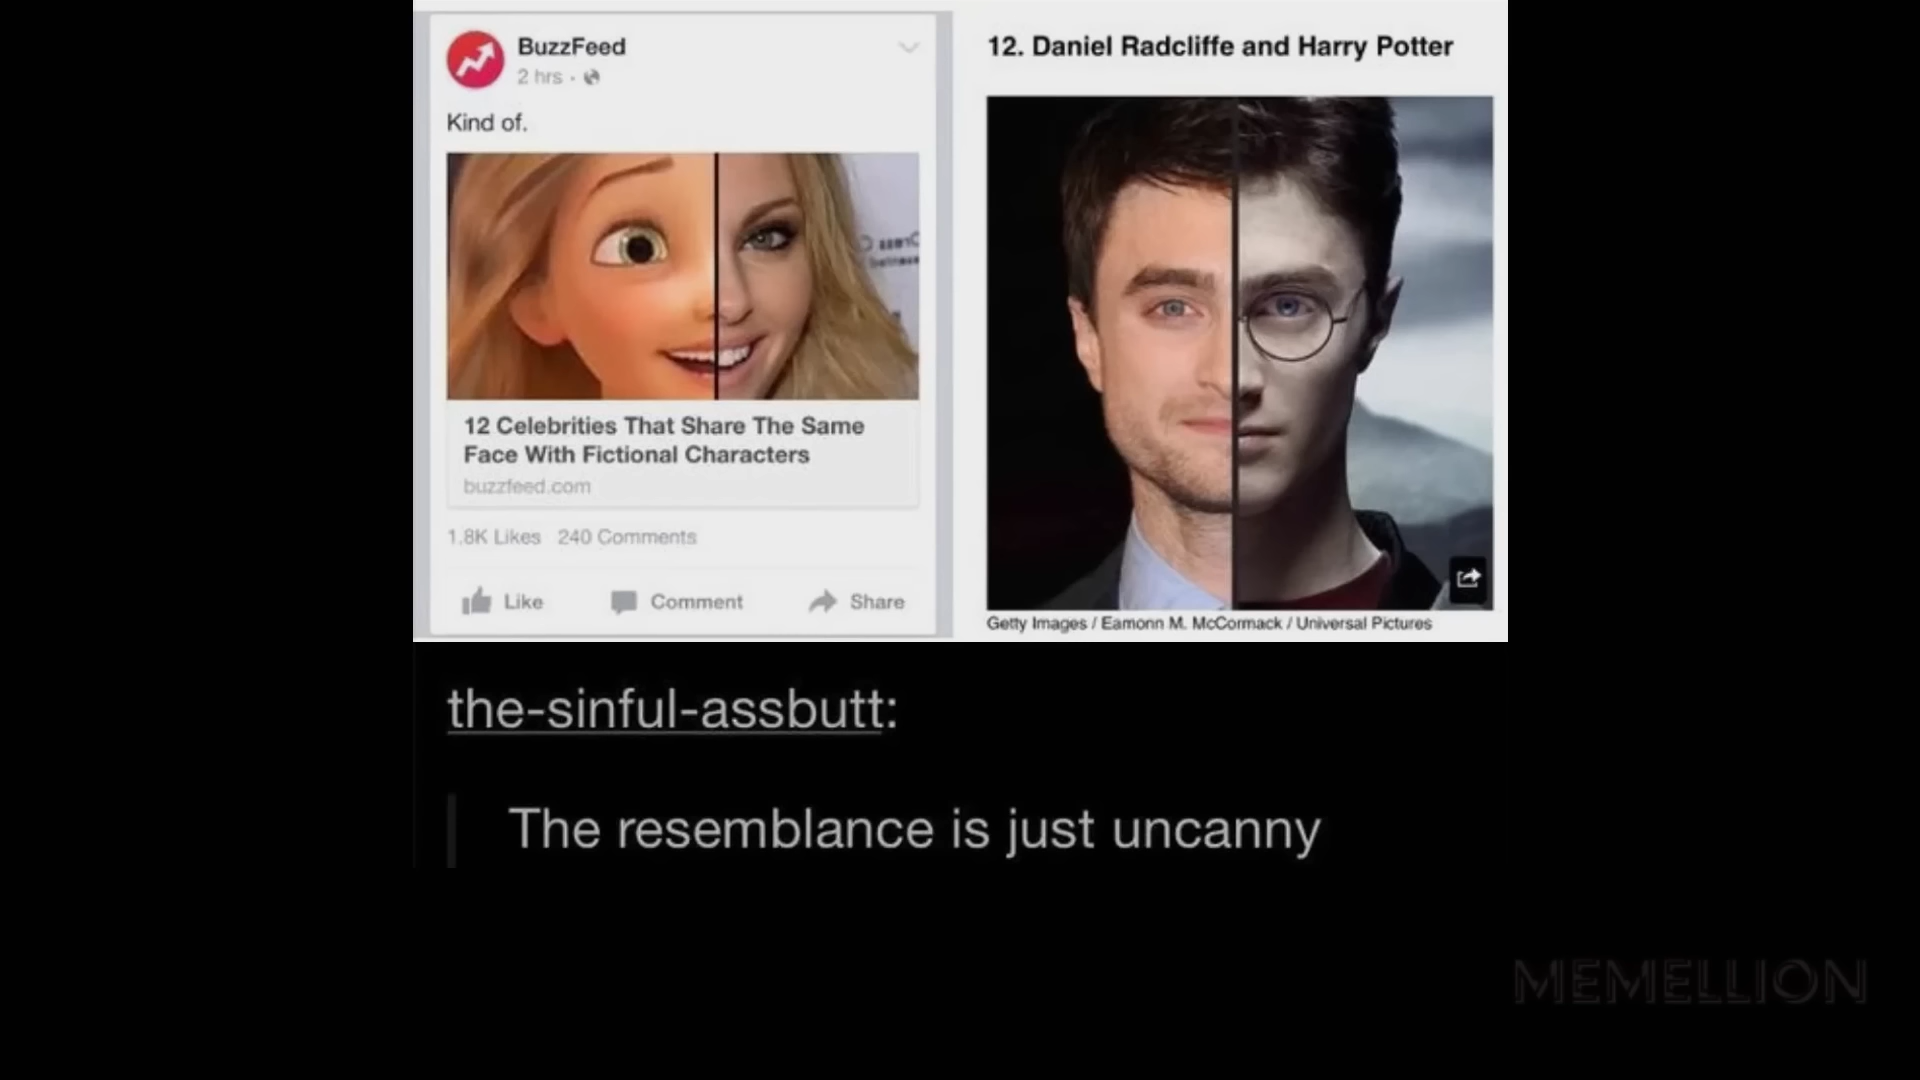 BuzzFeed
2 hrs ·
Kind of.
12 Celebrities That Share The Same
Face With Fictional Characters
buzzfeed.com
1.8K Likes 240 Comments
Like Comment Share
12. Daniel Radcliffe and Harry Potter
Getty Images / Eamonn M. McCormack / Universal Pictures
the-sinful-assbutt:
The resemblance is just uncanny
MEMELLION